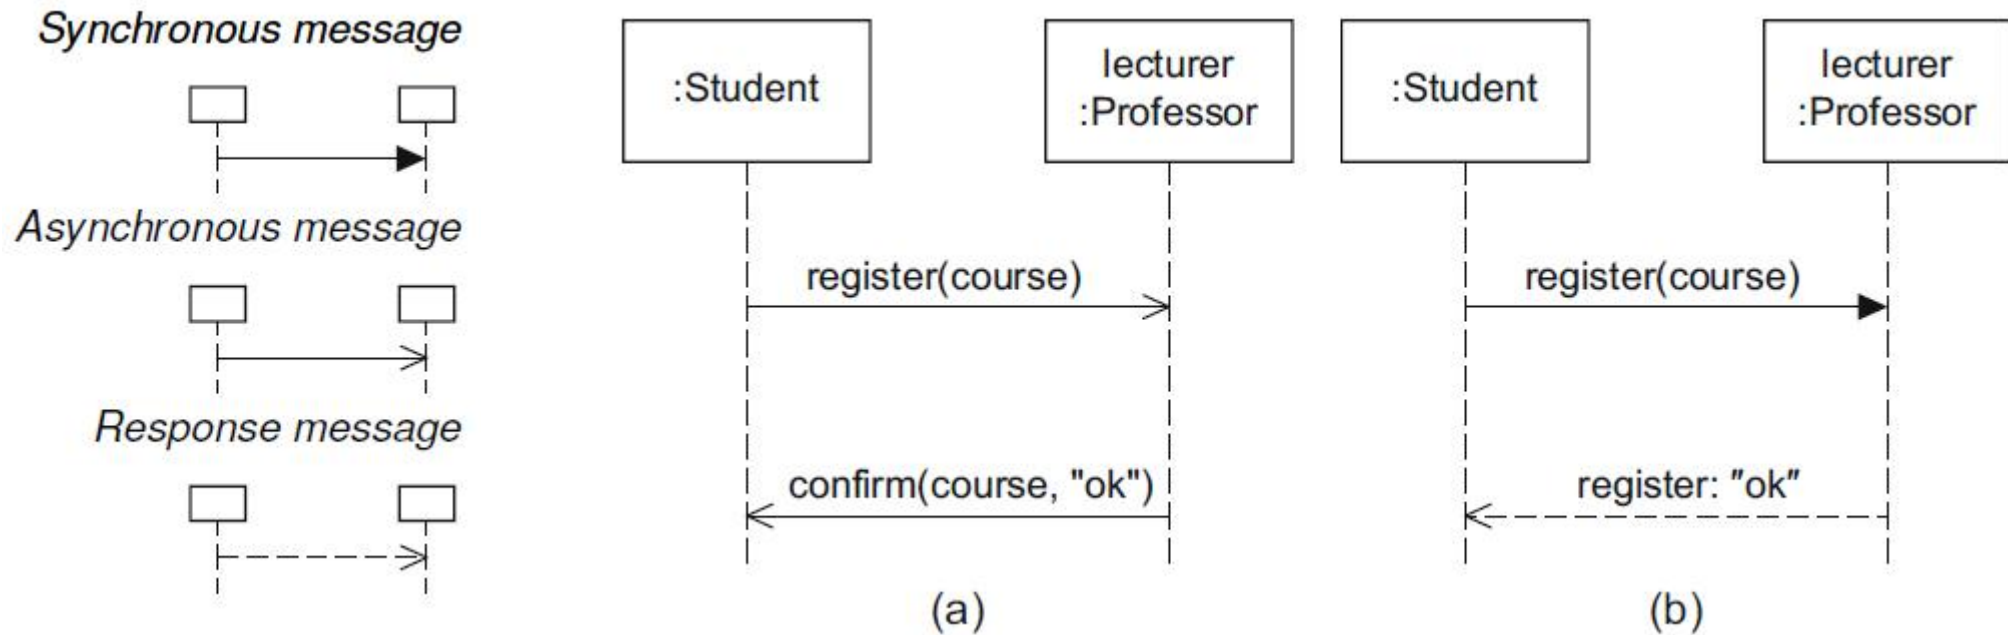 Synchronous message
Asynchronous message
Response message
:Student
lecturer
:Professor
register(course)
confirm(course, "ok")
(a)
:Student
lecturer
:Professor
register(course)
register: "ok"
(b)